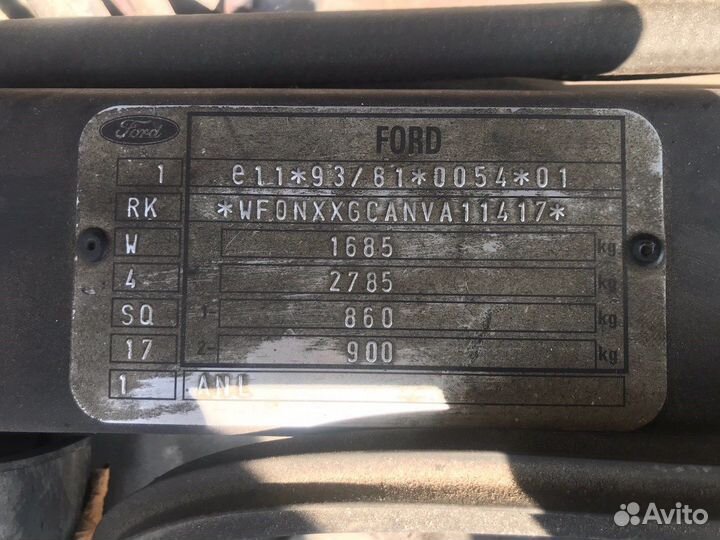 Ford FORD
1 e11*93/81*0054*01
RK *WF0NXXGCANVA11417*
W 1685 kg
4 2785 kg
SQ 1- 860 kg
17 2- 900 kg
1 ANL
Avito